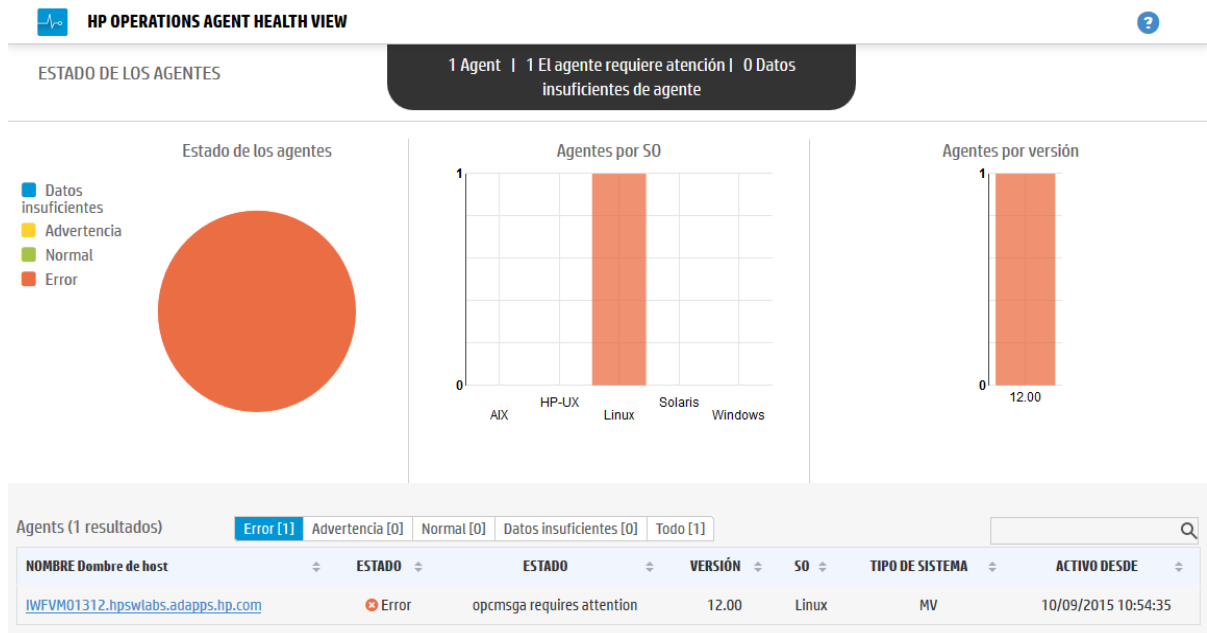 HP OPERATIONS AGENT HEALTH VIEW
?
ESTADO DE LOS AGENTES
1 Agent | 1 El agente requiere atención | 0 Datos
insuficientes de agente
Estado de los agentes
Datos
insuficientes
Advertencia
Normal
Error
Agentes por SO
1
0
AIX
HP-UX
Linux
Solaris
Windows
Agentes por versión
1
0
12.00
Agents (1 resultados)
Error [1] Advertencia [0] Normal [0] Datos insuficientes [0] Todo [1]
NOMBRE Dombre de host ESTADO ESTADO VERSIÓN SO TIPO DE SISTEMA ACTIVO DESDE
IWFVM01312.hpswlabs.adapps.hp.com Error opcmsga requires attention 12.00 Linux MV 10/09/2015 10:54:35